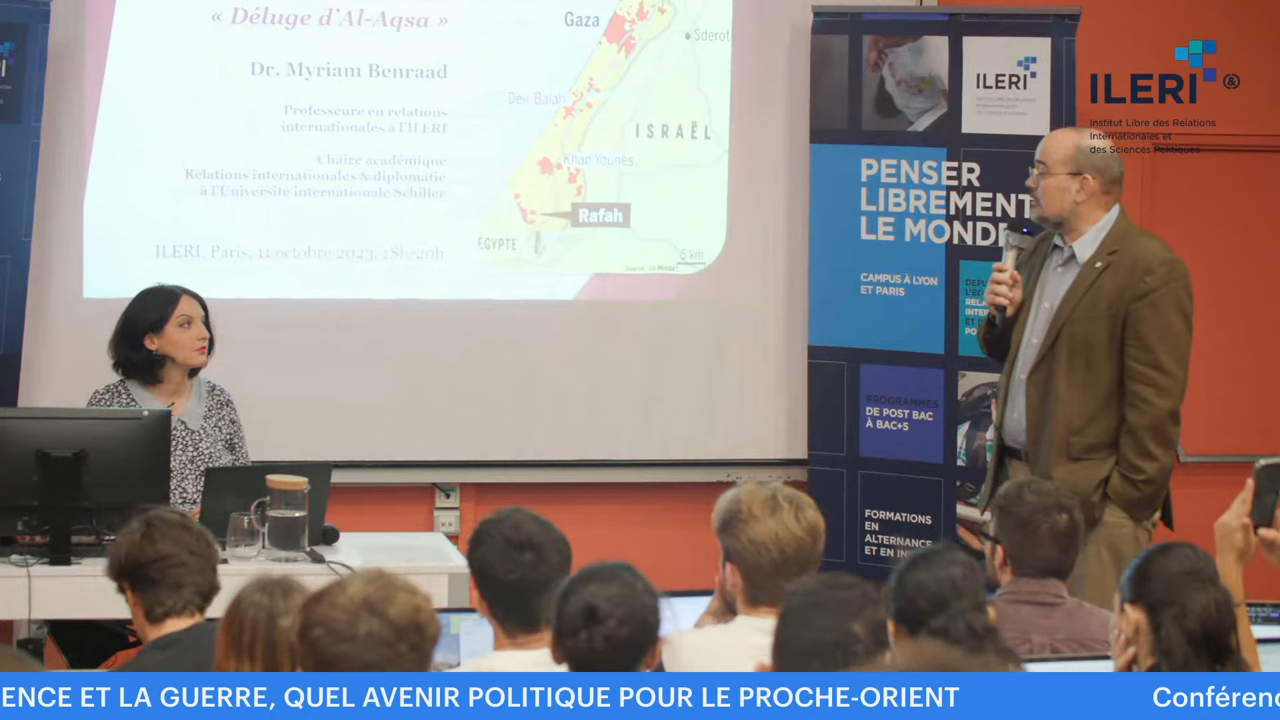 « Déluge d'Al-Aqsa »
Dr. Myriam Benraad
Professeure en relations
internationales à l'ILERI
Chaire académique
Relations internationales & diplomatie
à l'Université internationale Schiller
ILERI, Paris, 11 octobre 2023, 18h-20h
Gaza
Sderot
Deir Balah
ISRAËL
Khan Younès
Rafah
ÉGYPTE
5 km
ILERI
PENSER
LIBREMENT
LE MONDE
CAMPUS À LYON
ET PARIS
PROGRAMMES
DE POST BAC
À BAC+5
FORMATIONS
EN
ALTERNANCE
ET EN INI
ILERI ®
Institut Libre des Relations
Internationales et
des Sciences Politiques
ENCE ET LA GUERRE, QUEL AVENIR POLITIQUE POUR LE PROCHE-ORIENT
Conférenc